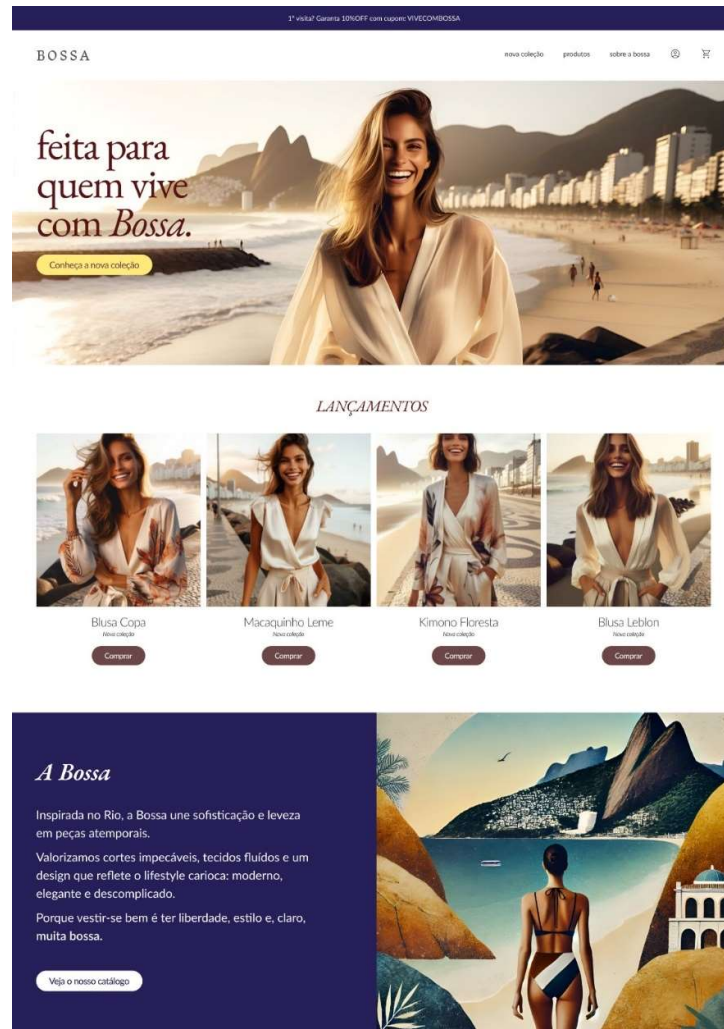 1ª visita? Garanta 10%OFF com cupom: VIVECOMBOSSA
BOSSA
nova coleção
produtos
sobre a bossa
feita para
quem vive
com Bossa.
Conheça a nova coleção
LANÇAMENTOS
Blusa Copa
Nova coleção
Comprar
Macaquinho Leme
Nova coleção
Comprar
Kimono Floresta
Nova coleção
Comprar
Blusa Leblon
Nova coleção
Comprar
A Bossa
Inspirada no Rio, a Bossa une sofisticação e leveza
em peças atemporais.
Valorizamos cortes impecáveis, tecidos fluídos e um
design que reflete o lifestyle carioca: moderno,
elegante e descomplicado.
Porque vestir-se bem é ter liberdade, estilo e, claro,
muita bossa.
Veja o nosso catálogo